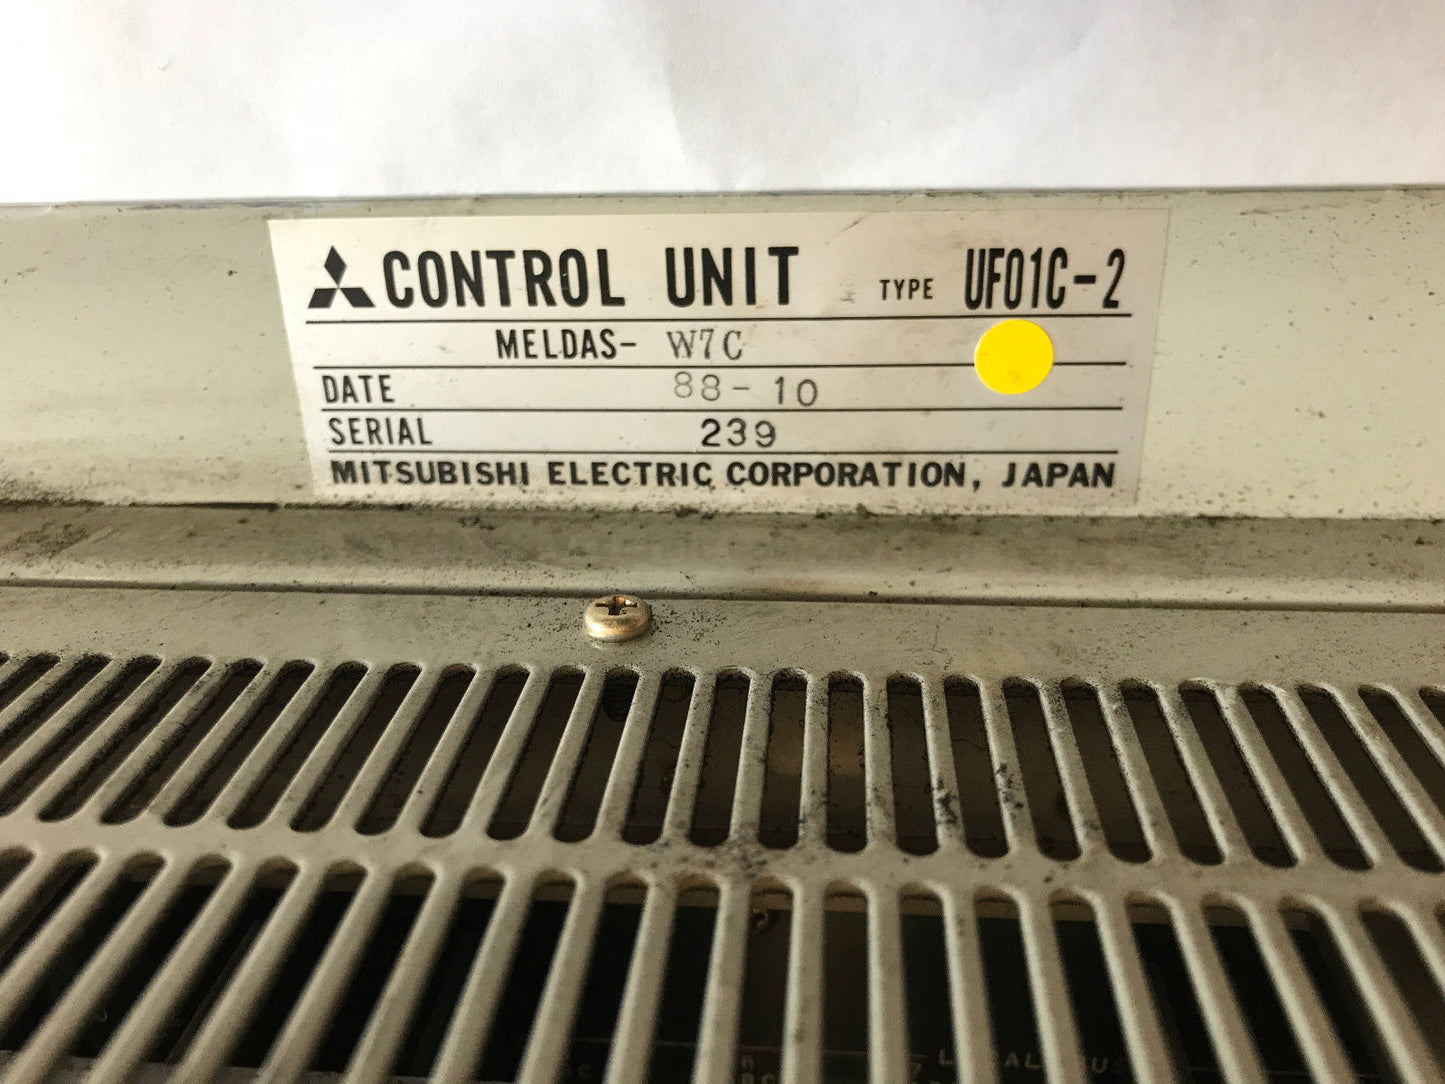 CONTROL UNIT TYPE UF01C-2
MELDAS- W7C
DATE 88-10
SERIAL 239
MITSUBISHI ELECTRIC CORPORATION, JAPAN